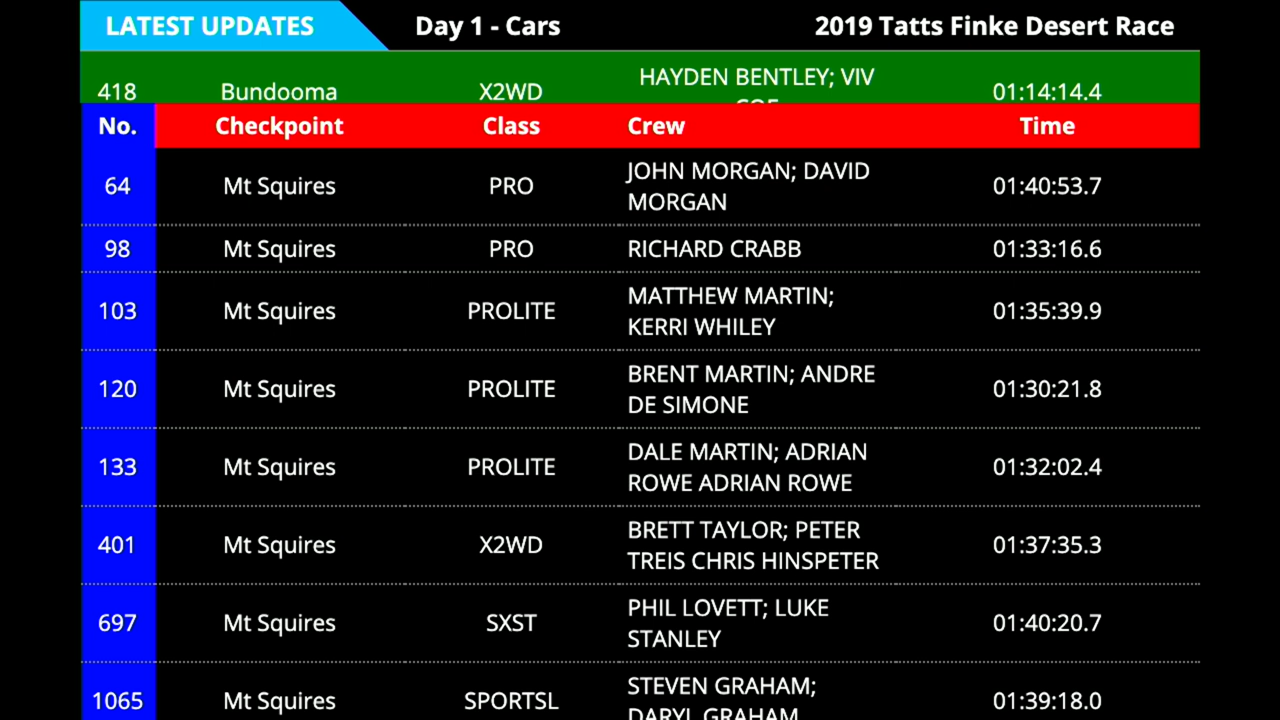 LATEST UPDATES Day 1 - Cars 2019 Tatts Finke Desert Race
HAYDEN BENTLEY; VIV
418 Bundooma X2WD 01:14:14.4
No. Checkpoint Class Crew Time
JOHN MORGAN; DAVID
64 Mt Squires PRO 01:40:53.7
MORGAN
98 Mt Squires PRO RICHARD CRABB 01:33:16.6
MATTHEW MARTIN;
103 Mt Squires PROLITE 01:35:39.9
KERRI WHILEY
BRENT MARTIN; ANDRE
120 Mt Squires PROLITE 01:30:21.8
DE SIMONE
DALE MARTIN; ADRIAN
133 Mt Squires PROLITE 01:32:02.4
ROWE ADRIAN ROWE
BRETT TAYLOR; PETER
401 Mt Squires X2WD 01:37:35.3
TREIS CHRIS HINSPETER
PHIL LOVETT; LUKE
697 Mt Squires SXST 01:40:20.7
STANLEY
STEVEN GRAHAM;
1065 Mt Squires SPORTSL 01:39:18.0
DARYL GRAHAM